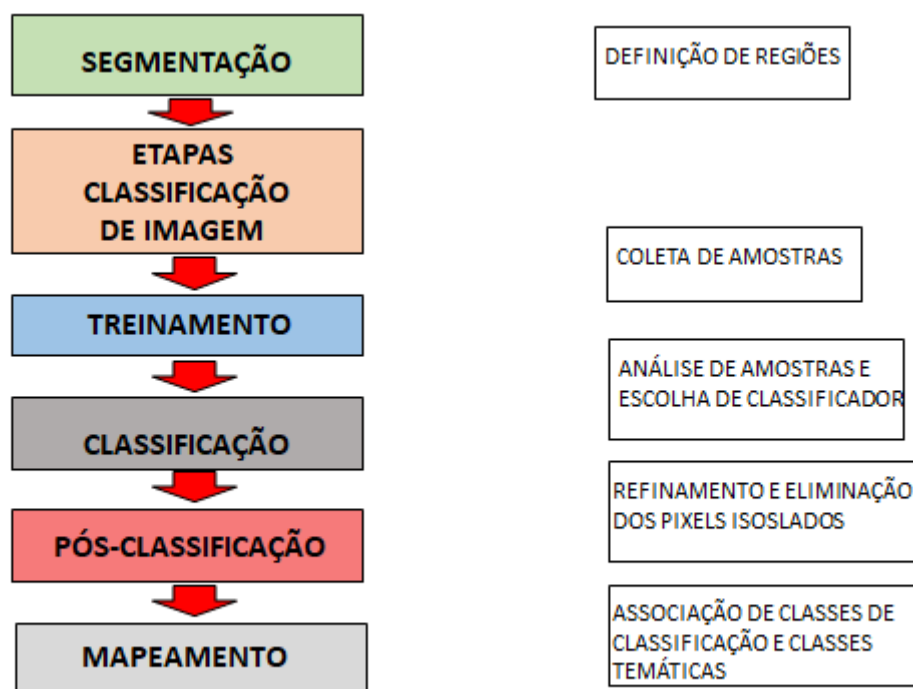 SEGMENTAÇÃO
DEFINIÇÃO DE REGIÕES
ETAPAS
CLASSIFICAÇÃO
DE IMAGEM
COLETA DE AMOSTRAS
TREINAMENTO
ANÁLISE DE AMOSTRAS E
ESCOLHA DE CLASSIFICADOR
CLASSIFICAÇÃO
REFINAMENTO E ELIMINAÇÃO
DOS PIXELS ISOSLADOS
PÓS-CLASSIFICAÇÃO
ASSOCIAÇÃO DE CLASSES DE
CLASSIFICAÇÃO E CLASSES
TEMÁTICAS
MAPEAMENTO